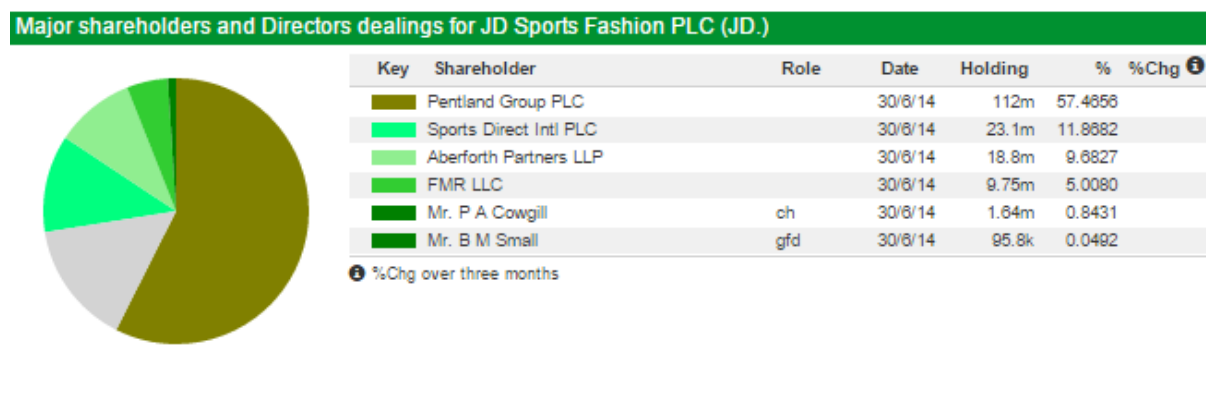 Major shareholders and Directors dealings for JD Sports Fashion PLC (JD.)
Key Shareholder Role Date Holding % %Chg
Pentland Group PLC 30/6/14 112m 57.4656
Sports Direct Intl PLC 30/6/14 23.1m 11.8682
Aberforth Partners LLP 30/6/14 18.8m 9.6827
FMR LLC 30/6/14 9.75m 5.0080
Mr. P A Cowgill ch 30/6/14 1.64m 0.8431
Mr. B M Small gfd 30/6/14 95.8k 0.0492
%Chg over three months